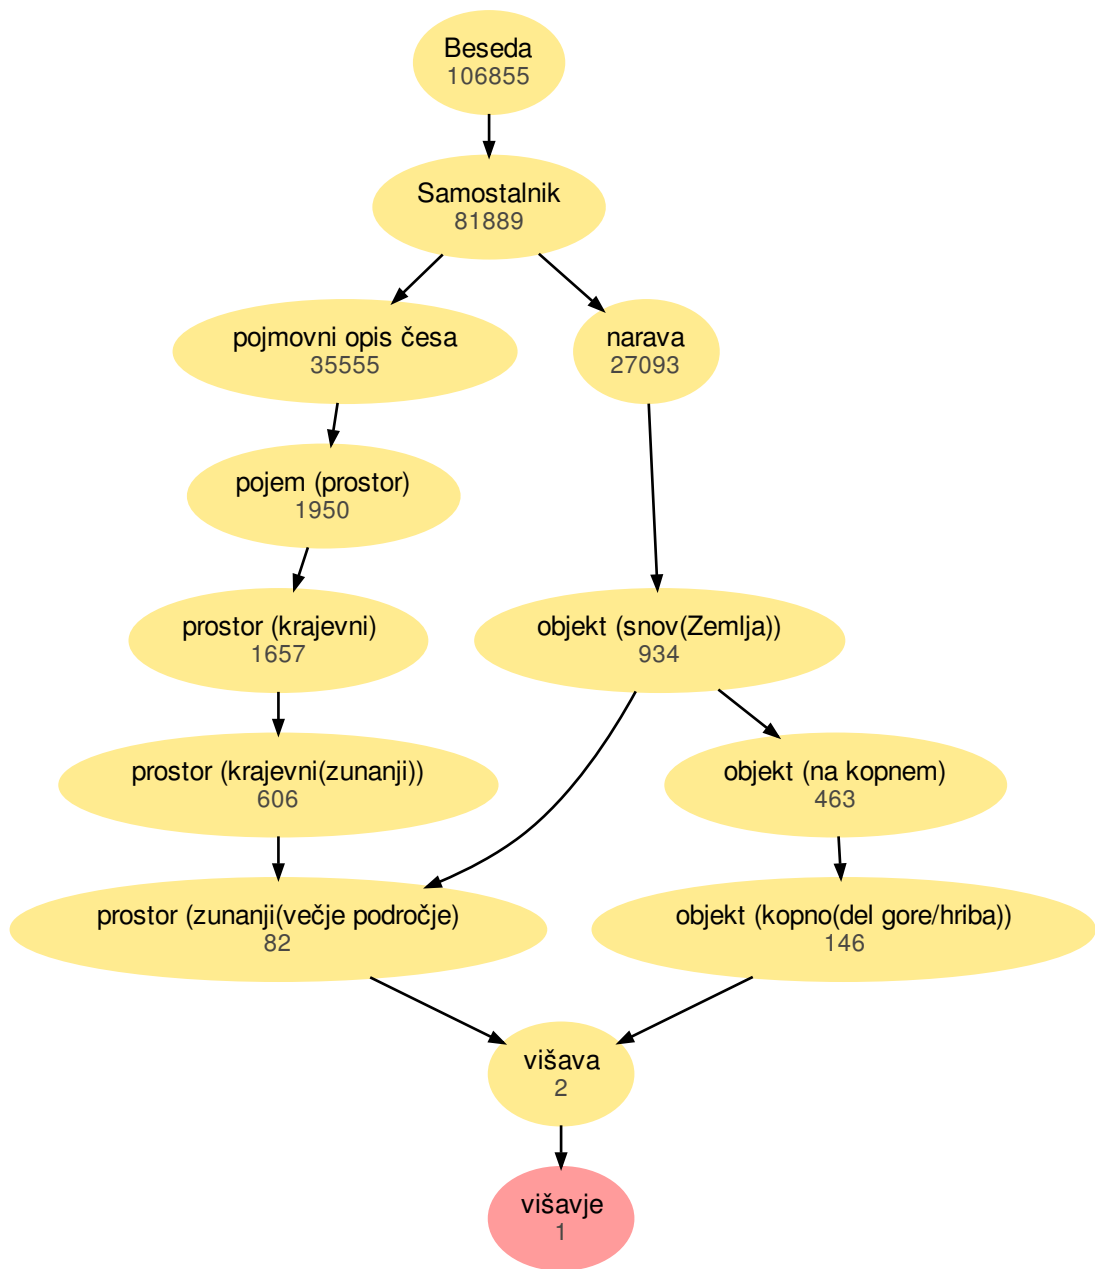 Beseda
106855
Samostalnik
81889
pojmovni opis česa
35555
narava
27093
pojem (prostor)
1950
prostor (krajevni)
1657
objekt (snov(Zemlja))
934
prostor (krajevni(zunanji))
606
objekt (na kopnem)
463
prostor (zunanji(večje področje)
82
objekt (kopno(del gore/hriba))
146
višava
2
višavje
1